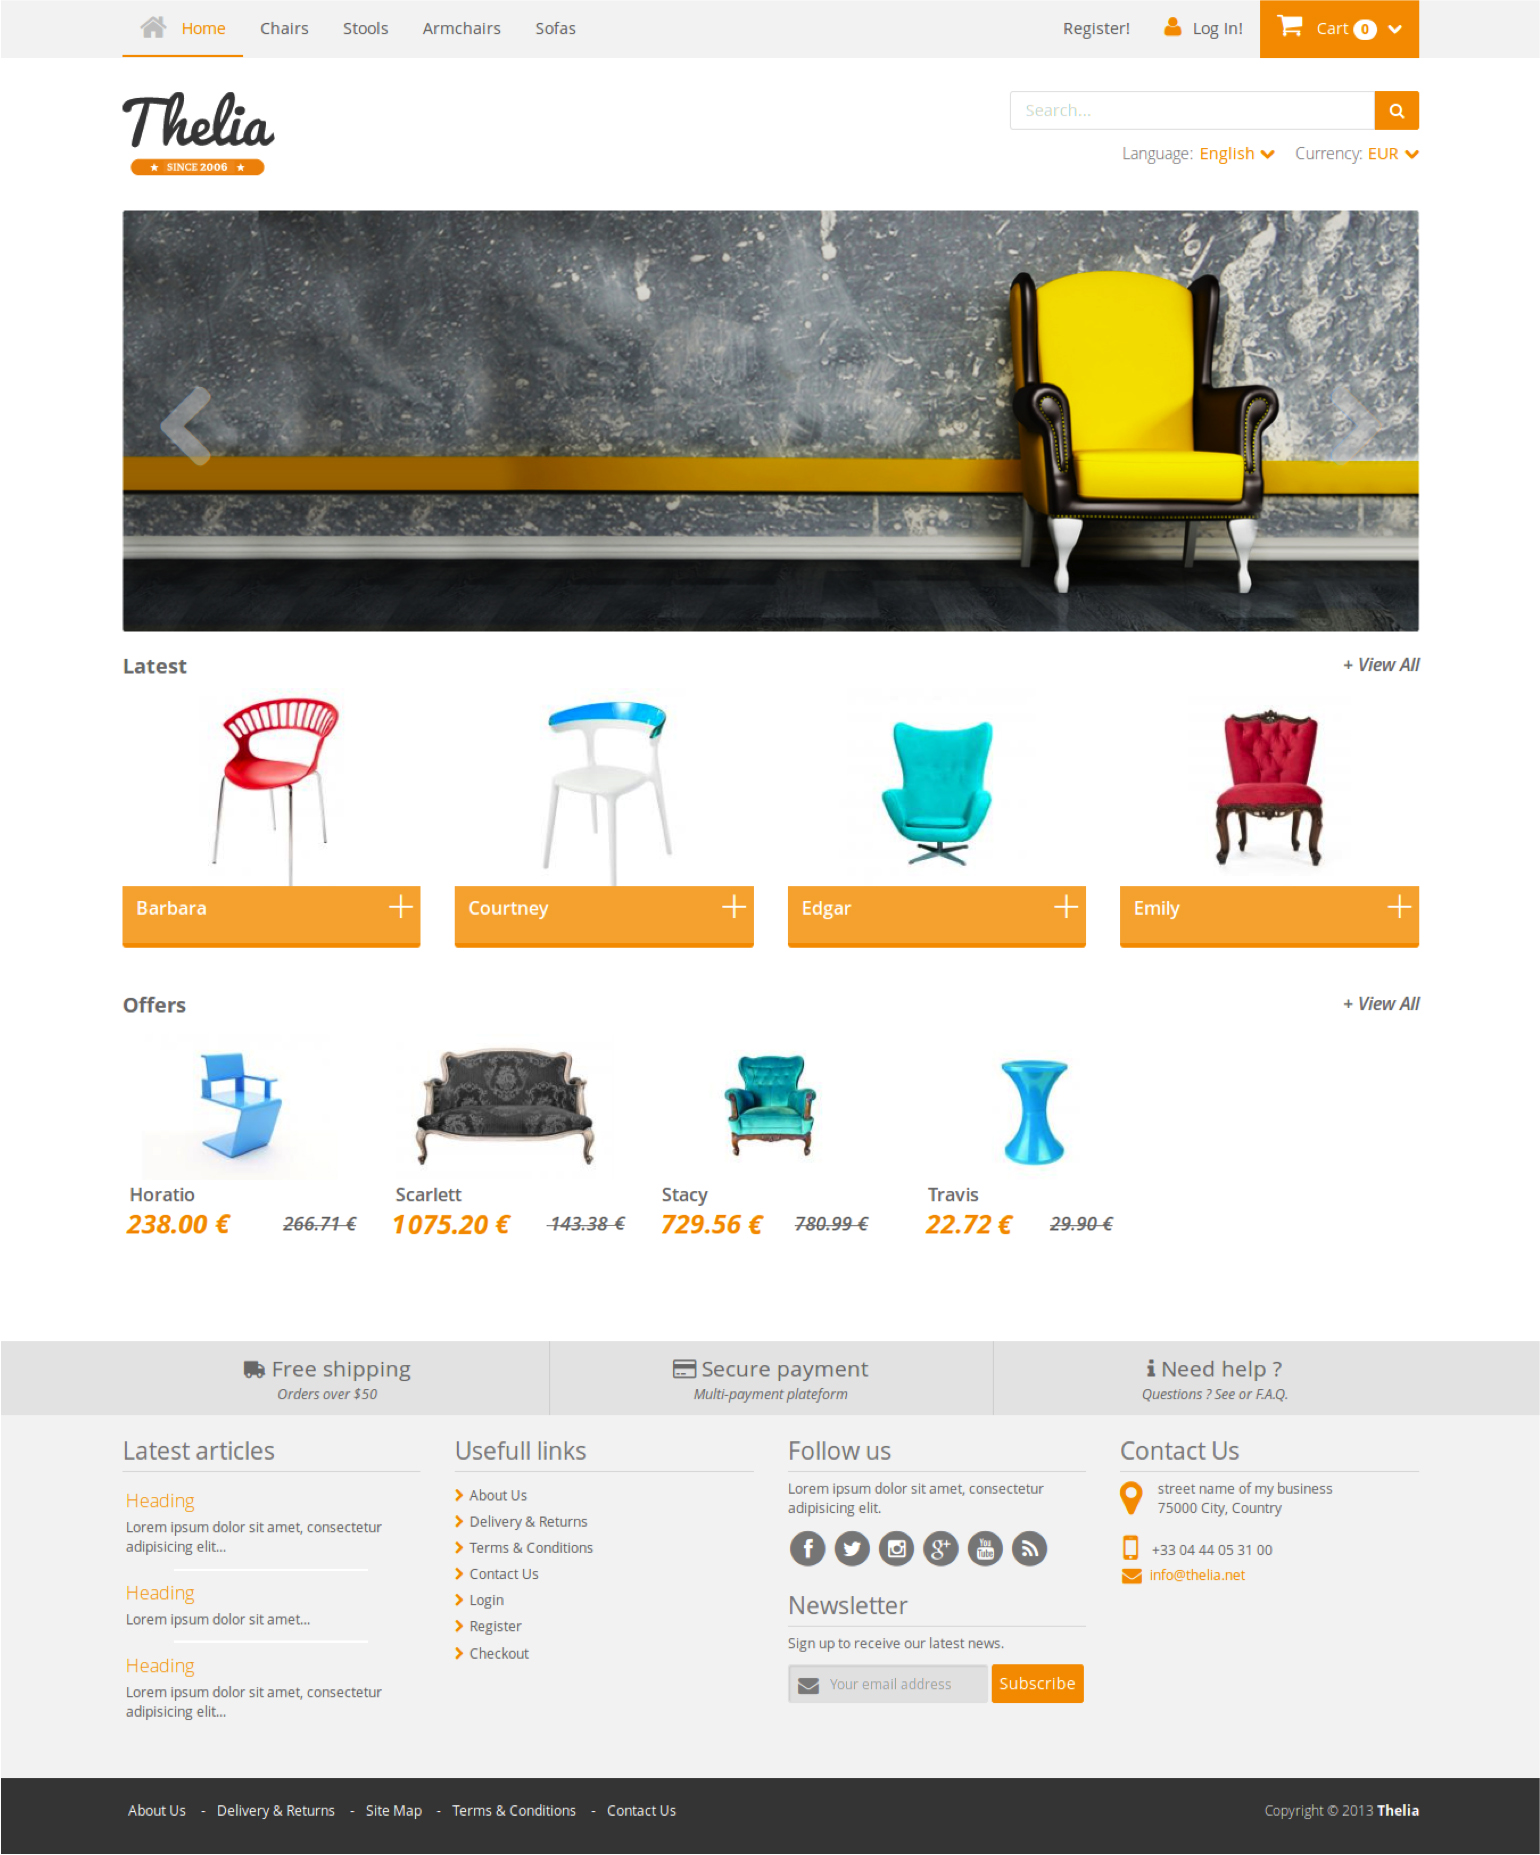 Home Chairs Stools Armchairs Sofas Register! Log In! Cart 0
Thelia
SINCE 2006
Search...
Language: English Currency: EUR
Latest + View All
Barbara Courtney Edgar Emily
Offers + View All
Horatio Scarlett Stacy Travis
238.00 € 266.71 € 1075.20 € 143.38 € 729.56 € 780.99 € 22.72 € 29.90 €
Free shipping
Orders over $50
Secure payment
Multi-payment plateform
Need help ?
Questions ? See or F.A.Q.
Latest articles
Heading
Lorem ipsum dolor sit amet, consectetur
adipisicing elit...
Heading
Lorem ipsum dolor sit amet...
Heading
Lorem ipsum dolor sit amet, consectetur
adipisicing elit...
Usefull links
About Us
Delivery & Returns
Terms & Conditions
Contact Us
Login
Register
Checkout
Follow us
Lorem ipsum dolor sit amet, consectetur
adipisicing elit.
f g+ You Tube
Newsletter
Sign up to receive our latest news.
Your email address Subscribe
Contact Us
street name of my business
75000 City, Country
+33 04 44 05 31 00
info@thelia.net
About Us - Delivery & Returns - Site Map - Terms & Conditions - Contact Us Copyright © 2013 Thelia